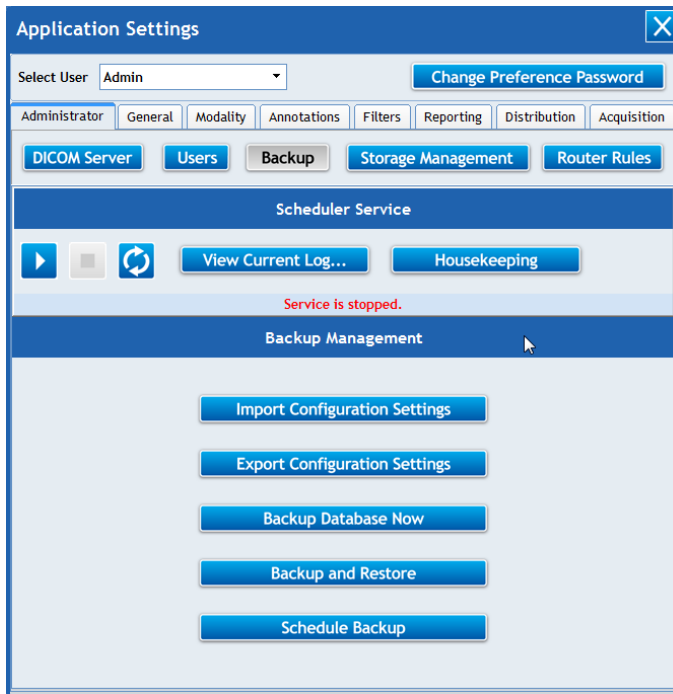 Application Settings
X
Select User Admin Change Preference Password
Administrator General Modality Annotations Filters Reporting Distribution Acquisition
DICOM Server Users Backup Storage Management Router Rules
Scheduler Service
View Current Log... Housekeeping
Service is stopped.
Backup Management
Import Configuration Settings
Export Configuration Settings
Backup Database Now
Backup and Restore
Schedule Backup